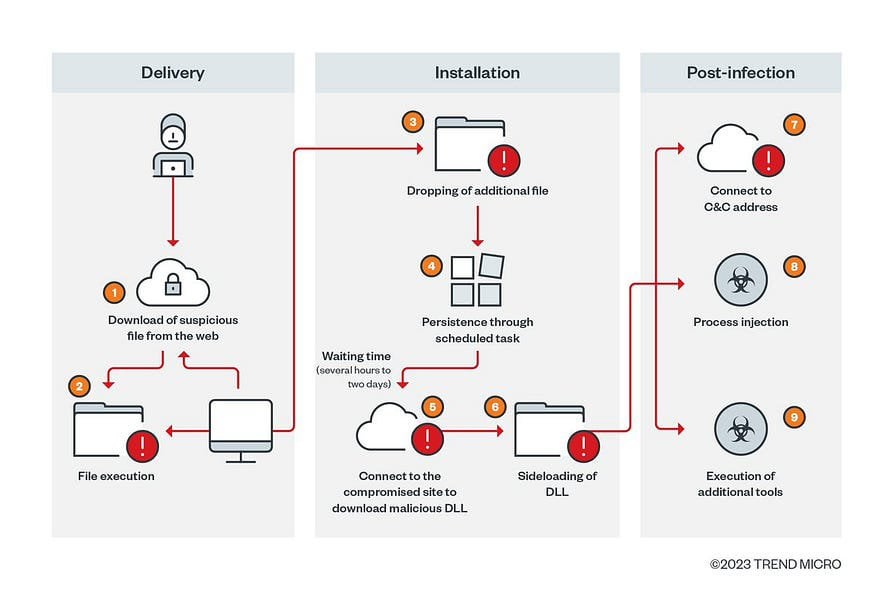 Delivery
Installation
Post-infection
1
Download of suspicious
file from the web
2
File execution
3
Dropping of additional file
4
Persistence through
scheduled task
Waiting time
(several hours to
two days)
5
Connect to the
compromised site to
download malicious DLL
6
Sideloading of
DLL
7
Connect to
C&C address
8
Process injection
9
Execution of
additional tools
©2023 TREND MICRO